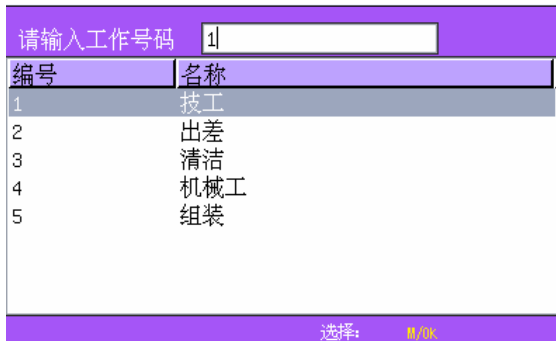 请输入工作号码 1
编号 名称
1 技工
2 出差
3 清洁
4 机械工
5 组装
选择: M/OK